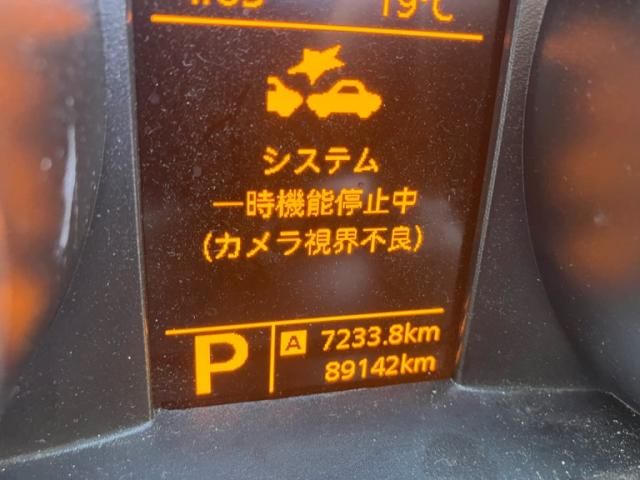 19℃
システム
一時機能停止中
(カメラ視界不良)
P
A 7233.8km
89142km